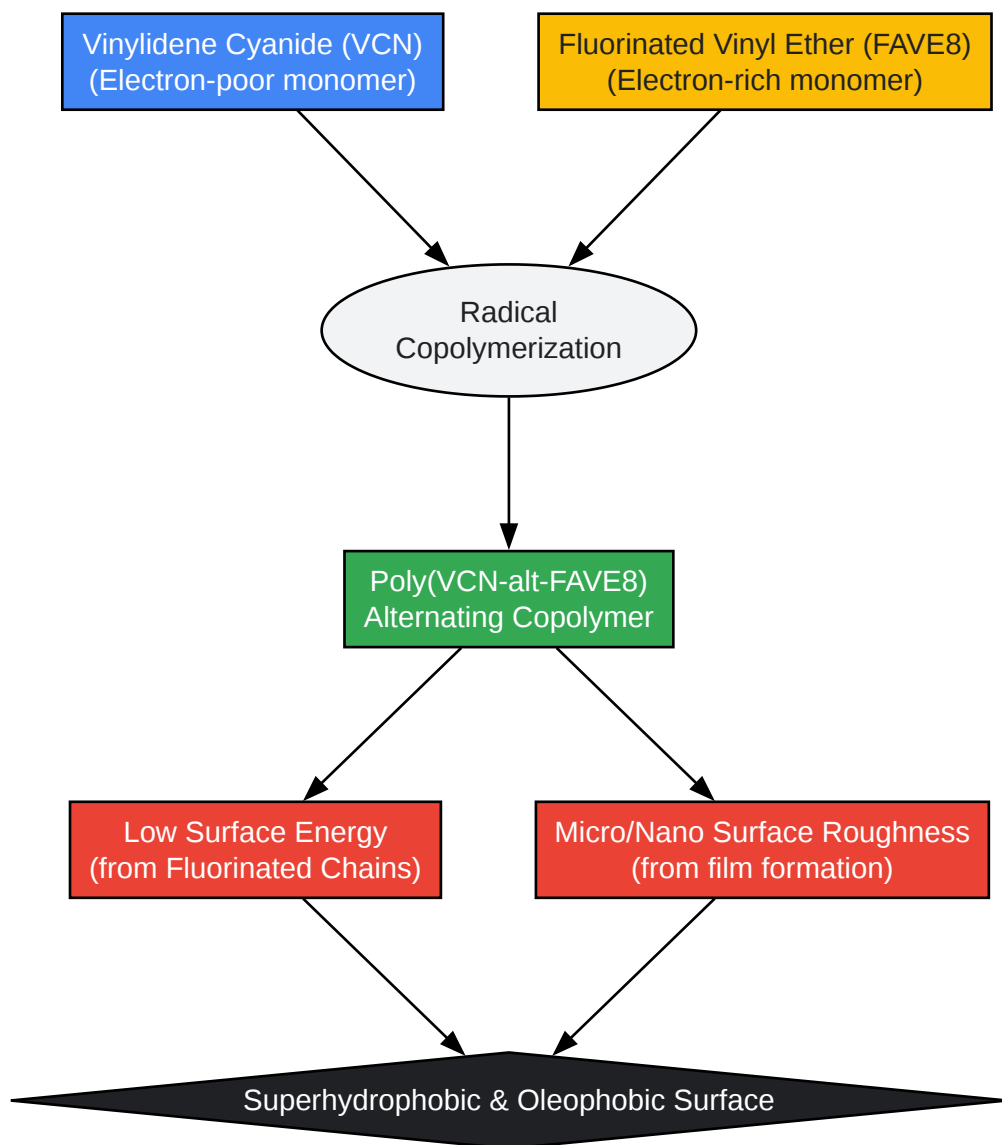 Vinylidene Cyanide (VCN)
(Electron-poor monomer)
Fluorinated Vinyl Ether (FAVE8)
(Electron-rich monomer)
Radical
Copolymerization
Poly(VCN-alt-FAVE8)
Alternating Copolymer
Low Surface Energy
(from Fluorinated Chains)
Micro/Nano Surface Roughness
(from film formation)
Superhydrophobic & Oleophobic Surface